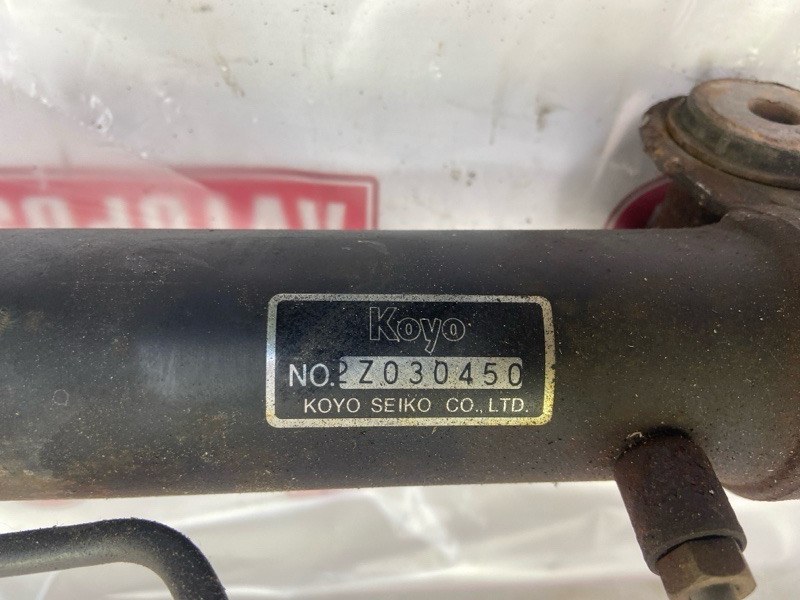 Koyo
NO. 2Z030450
KOYO SEIKO CO., LTD.